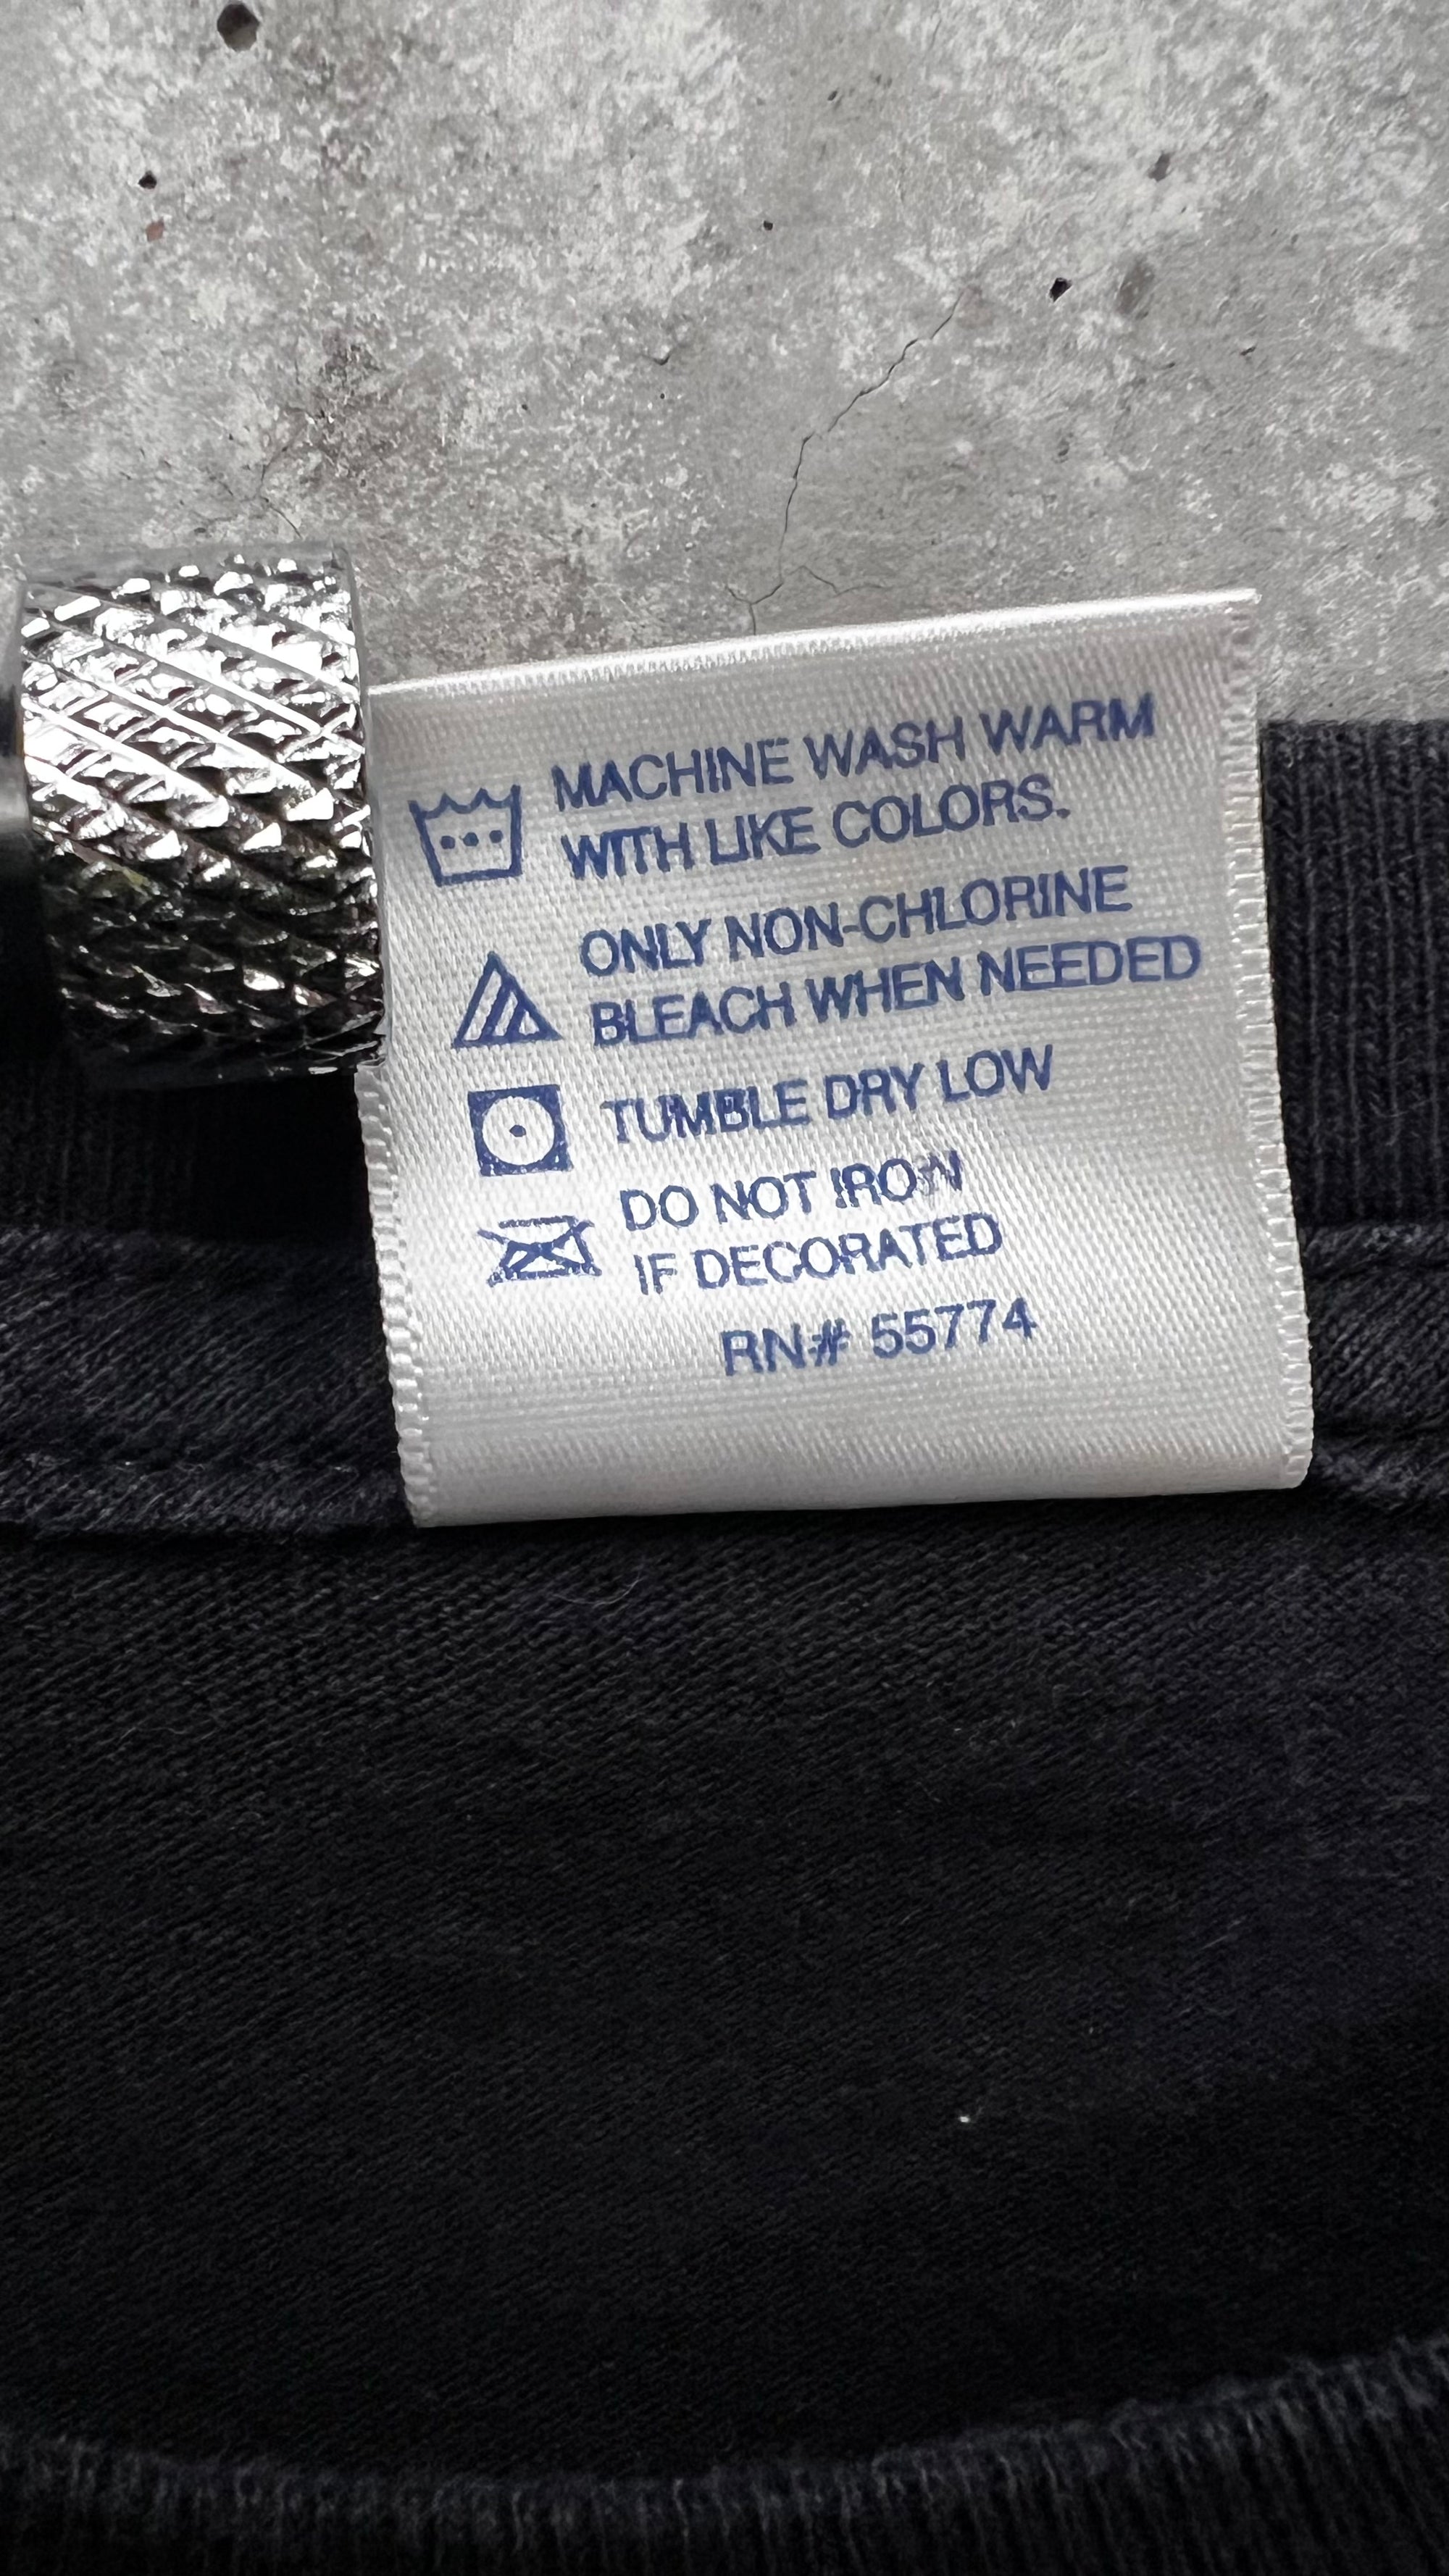 MACHINE WASH WARM
WITH LIKE COLORS.
ONLY NON-CHLORINE
BLEACH WHEN NEEDED
TUMBLE DRY LOW
DO NOT IRON
IF DECORATED
RN# 55774